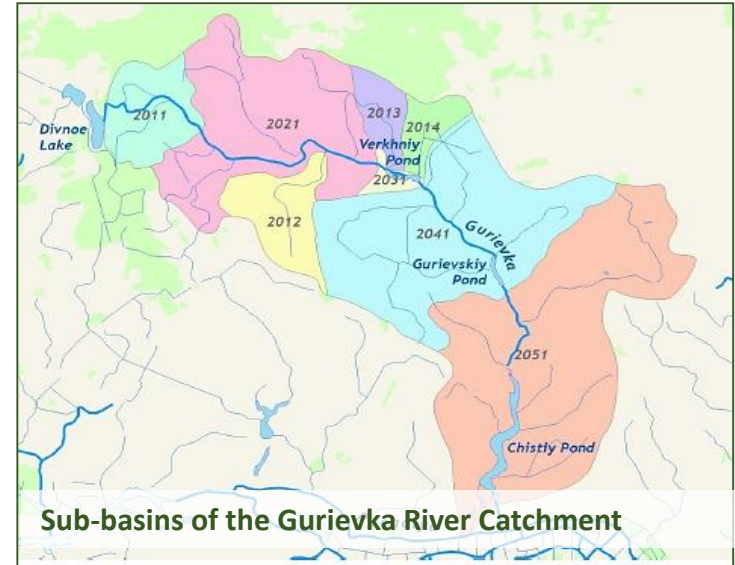 2011
Divnoe
Lake
2021
2013
2014
Verkhniy
Pond
2031
2012
2041
Gurievka
Gurievskiy
Pond
2051
Chistiy Pond
Sub-basins of the Gurievka River Catchment